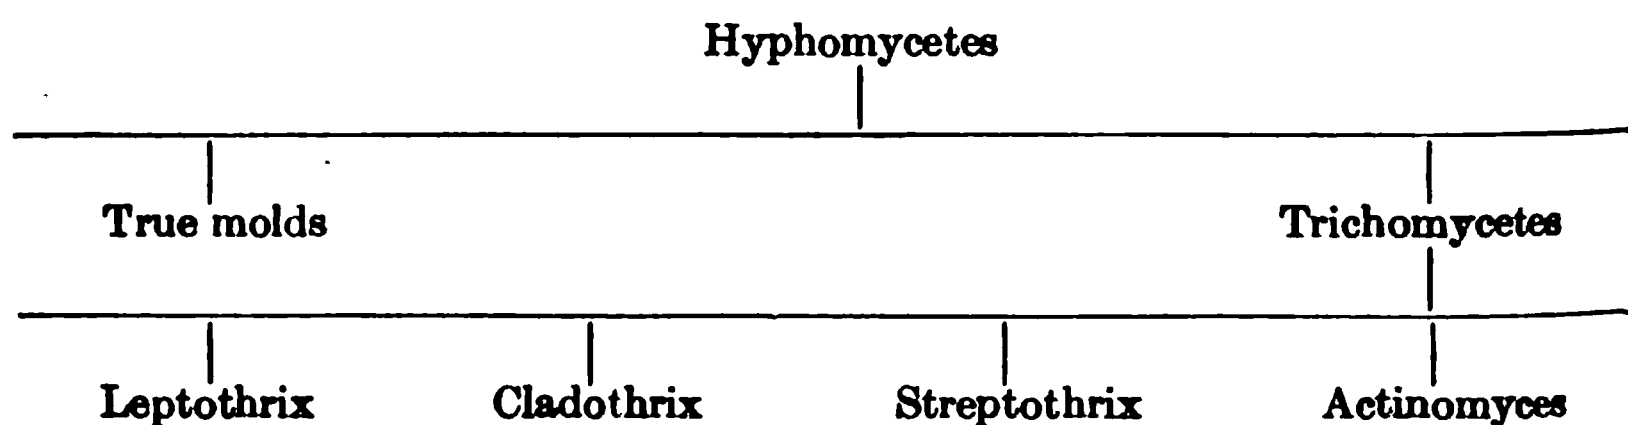 Hyphomycetes
True molds Trichomycetes
Leptothrix Cladothrix Streptothrix Actinomyces